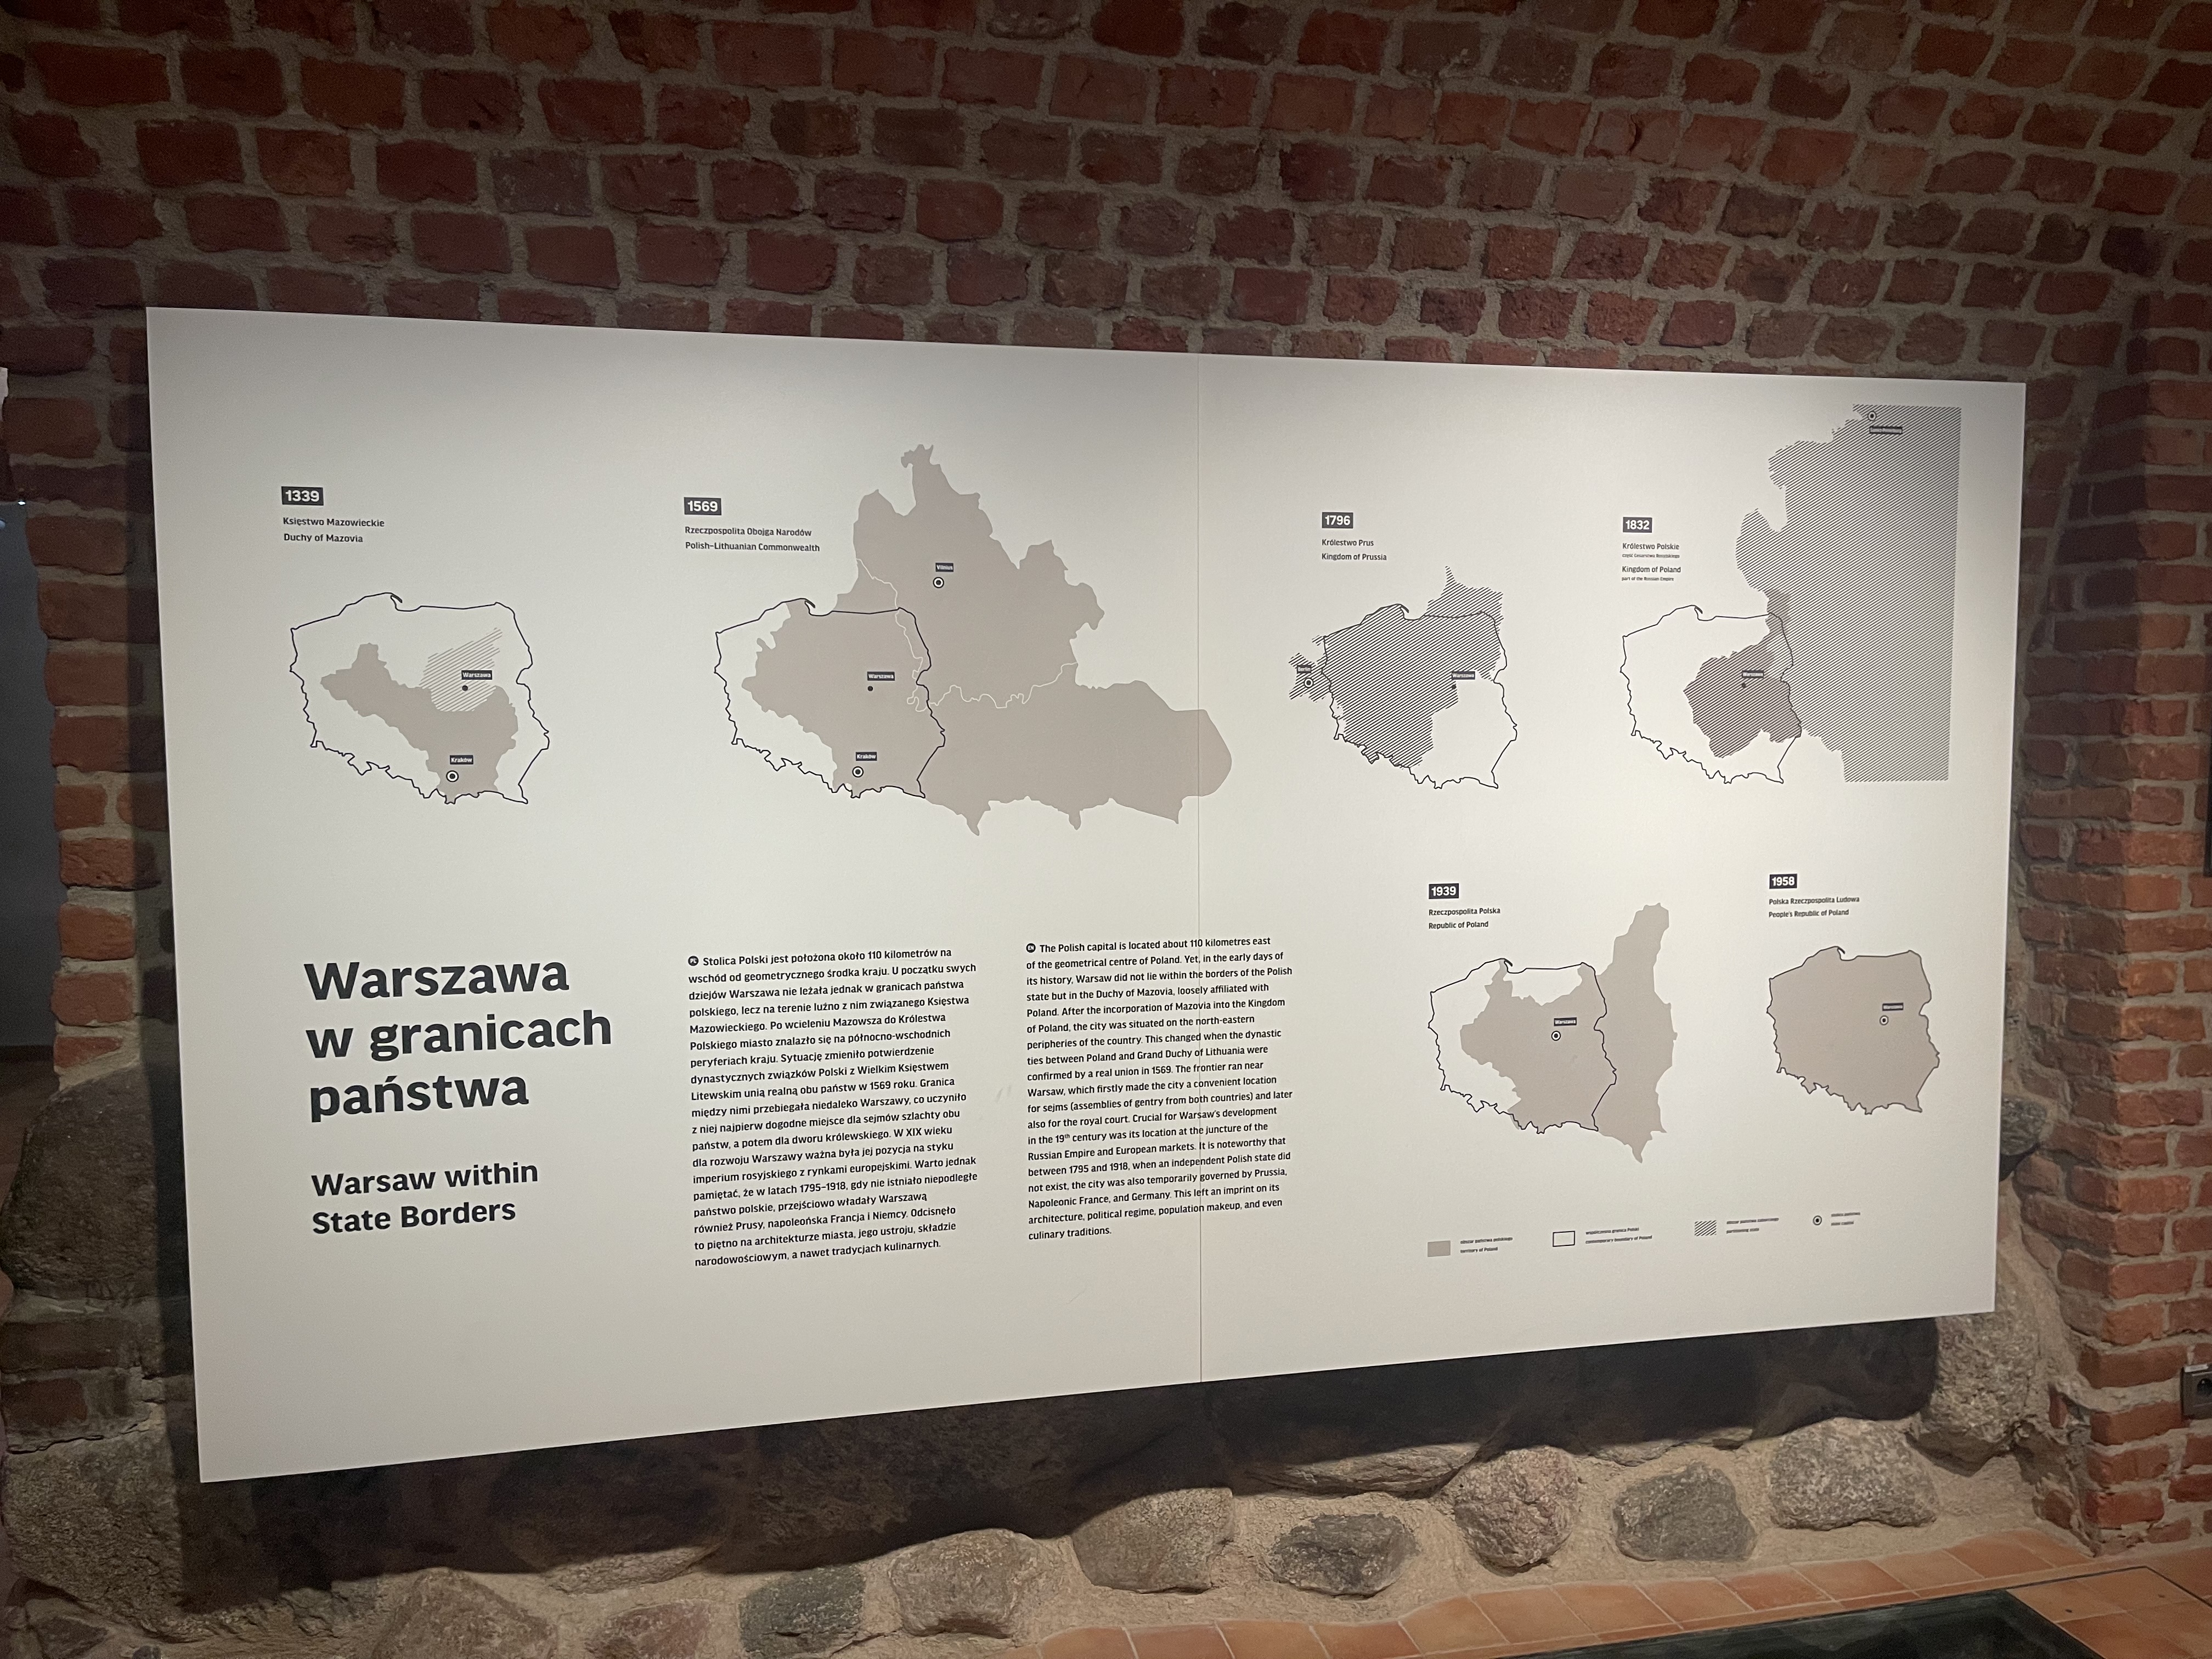 1339
Księstwo Mazowieckie
Duchy of Mazovia
Warszawa
Kraków
1569
Rzeczpospolita Obojga Narodów
Polish–Lithuanian Commonwealth
Vilnius
Warszawa
Kraków
1796
Królestwo Prus
Kingdom of Prussia
Warszawa
1832
Królestwo Polskie
część Cesarstwa Rosyjskiego
Kingdom of Poland
part of the Russian Empire
Warszawa
Warszawa
w granicach
państwa
Warsaw within
State Borders
PL Stolica Polski jest położona około 110 kilometrów na
wschód od geometrycznego środka kraju. U początku swych
dziejów Warszawa nie leżała jednak w granicach państwa
polskiego, lecz na terenie luźno z nim związanego Księstwa
Mazowieckiego. Po wcieleniu Mazowsza do Królestwa
Polskiego miasto znalazło się na północno-wschodnich
peryferiach kraju. Sytuację zmieniło potwierdzenie
dynastycznych związków Polski z Wielkim Księstwem
Litewskim unią realną obu państw w 1569 roku. Granica
między nimi przebiegała niedaleko Warszawy, co uczyniło
z niej najpierw dogodne miejsce dla sejmów szlachty obu
państw, a potem dla dworu królewskiego. W XIX wieku
dla rozwoju Warszawy ważna była jej pozycja na styku
imperium rosyjskiego z rynkami europejskimi. Warto jednak
pamiętać, że w latach 1795–1918, gdy nie istniało niepodległe
państwo polskie, przejściowo władały Warszawą
również Prusy, napoleońska Francja i Niemcy. Odcisnęło
to piętno na architekturze miasta, jego ustroju, składzie
narodowościowym, a nawet tradycjach kulinarnych.
EN The Polish capital is located about 110 kilometres east
of the geometrical centre of Poland. Yet, in the early days of
its history, Warsaw did not lie within the borders of the Polish
state but in the Duchy of Mazovia, loosely affiliated with
Poland. After the incorporation of Mazovia into the Kingdom
of Poland, the city was situated on the north-eastern
peripheries of the country. This changed when the dynastic
ties between Poland and Grand Duchy of Lithuania were
confirmed by a real union in 1569. The frontier ran near
Warsaw, which firstly made the city a convenient location
for sejms (assemblies of gentry from both countries) and later
also for the royal court. Crucial for Warsaw's development
in the 19th century was its location at the juncture of the
Russian Empire and European markets. It is noteworthy that
between 1795 and 1918, when an independent Polish state did
not exist, the city was also temporarily governed by Prussia,
Napoleonic France, and Germany. This left an imprint on its
architecture, political regime, population makeup, and even
culinary traditions.
1939
Rzeczpospolita Polska
Republic of Poland
Warszawa
1958
Polska Rzeczpospolita Ludowa
People's Republic of Poland
Warszawa
obszar państwa polskiego
territory of Poland
współczesna granica Polski
contemporary boundary of Poland
obszar państwa zaborczego
partitioning state
stolica państwa
state capital